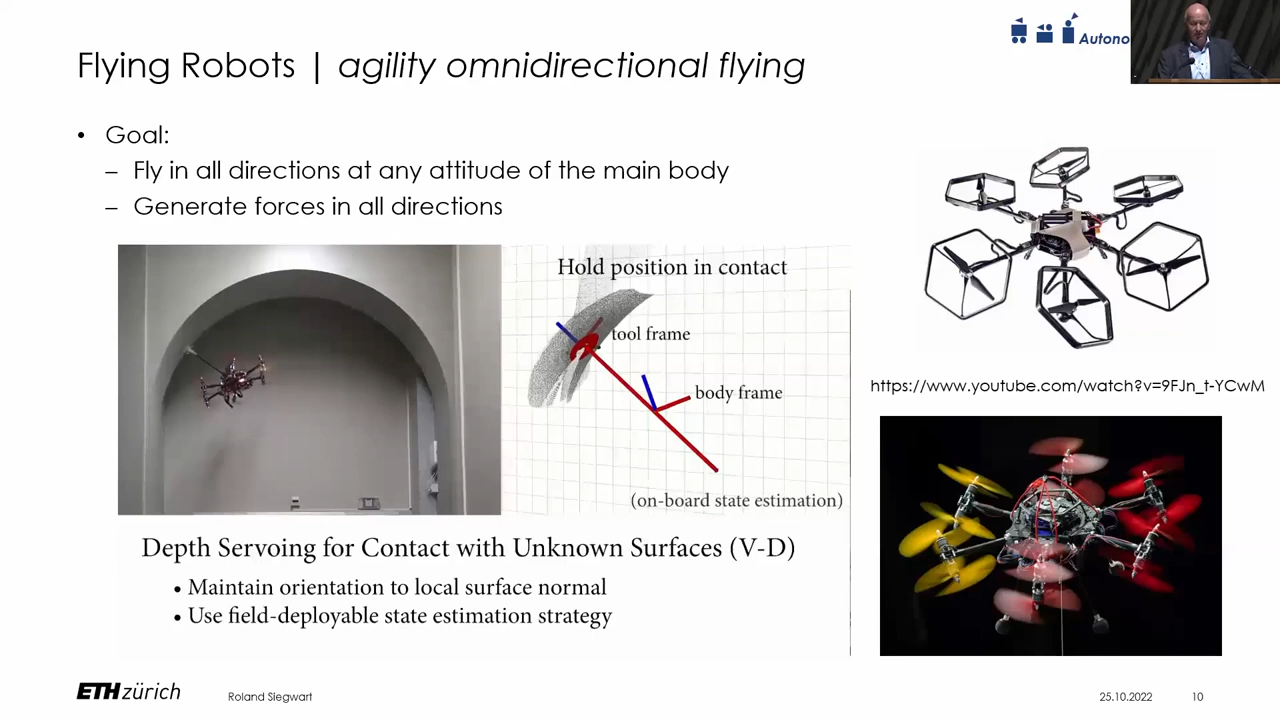 Autono
Flying Robots | agility omnidirectional flying
• Goal:
– Fly in all directions at any attitude of the main body
– Generate forces in all directions
Hold position in contact
tool frame
body frame
(on-board state estimation)
https://www.youtube.com/watch?v=9FJn_t-YCwM
Depth Servoing for Contact with Unknown Surfaces (V-D)
• Maintain orientation to local surface normal
• Use field-deployable state estimation strategy
ETH zürich
Roland Siegwart
25.10.2022
10